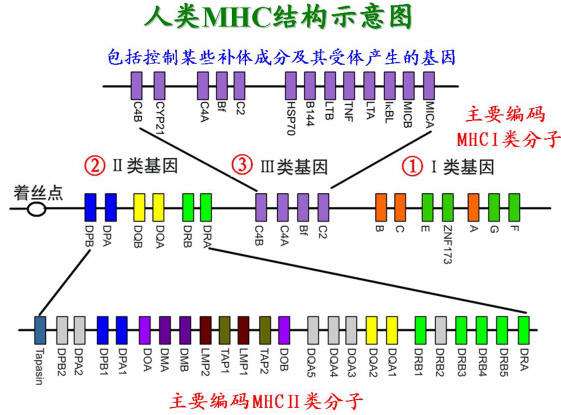 人类MHC结构示意图
包括控制某些补体成分及其受体产生的基因
C4B CYP21 C4A Bf C2 HSP70 B144 LTB TNF LTA IκBL MICB MICA
主要编码
MHCI类分子
② II类基因 ③ III类基因 ① I 类基因
着丝点
DPB DPA DQB DQA DRB DRA C4B C4A Bf C2 B C E ZNF173 A G F
Tapasin DPB2 DPA2 DPB1 DPA1 DOA DMA DMB LMP2 TAP1 LMP1 TAP2 DOB DQA5 DQA4 DQA3 DQA2 DQA1 DRB1 DRB2 DRB3 DRB4 DRB5 DRA
主要编码MHCII类分子